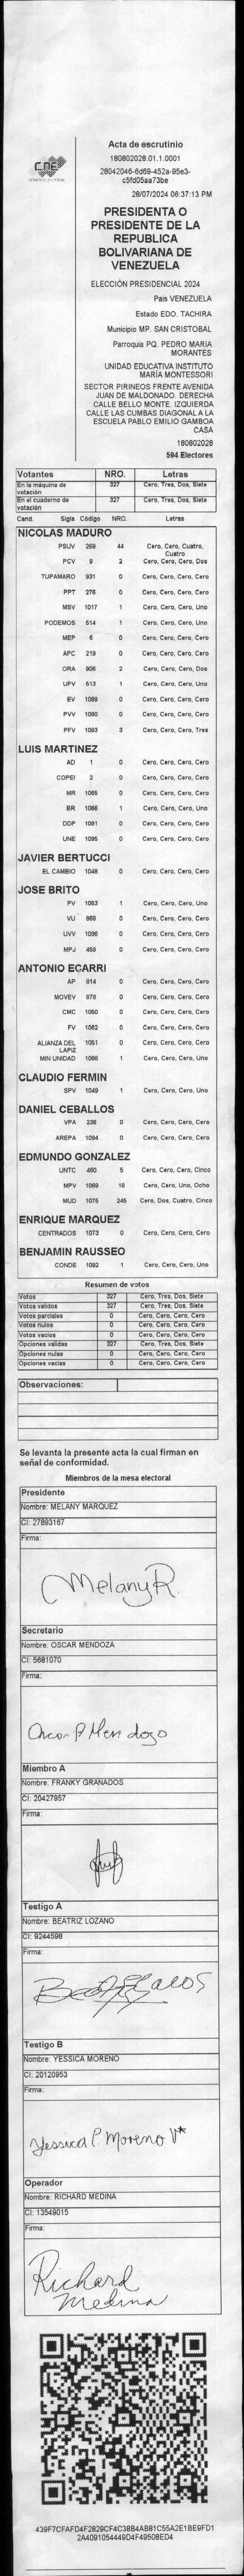 CNE
Acta de escrutinio
180802028.01.1.0001
28042046-6d69-452a-95e3-
c5fd05aa73be
28/07/2024 06:37:13 PM
PRESIDENTA O
PRESIDENTE DE LA
REPUBLICA
BOLIVARIANA DE
VENEZUELA
ELECCIÓN PRESIDENCIAL 2024
Pais VENEZUELA
Estado EDO. TACHIRA
Municipio MP. SAN CRISTOBAL
Parroquia PQ. PEDRO MARIA
MORANTES
UNIDAD EDUCATIVA INSTITUTO
MARÍA MONTESSORI
SECTOR PIRINEOS FRENTE AVENIDA
JUAN DE MALDONADO. DERECHA
CALLE BELLO MONTE. IZQUIERDA
CALLE LAS CUMBAS DIAGONAL A LA
ESCUELA PABLO EMILIO GAMBOA
CASA
180802028
594 Electores
Votantes NRO. Letras
En la máquina de votación 327 Cero, Tres, Dos, Siete
En el cuaderno de votación 327 Cero, Tres, Dos, Siete
Cand. Sigla Código NRO. Letras
NICOLAS MADURO
PSUV 269 44 Cero, Cero, Cuatro, Cuatro
PCV 9 2 Cero, Cero, Cero, Dos
TUPAMARO 931 0 Cero, Cero, Cero, Cero
PPT 276 0 Cero, Cero, Cero, Cero
MSV 1017 1 Cero, Cero, Cero, Uno
PODEMOS 514 1 Cero, Cero, Cero, Uno
MEP 6 0 Cero, Cero, Cero, Cero
APC 219 0 Cero, Cero, Cero, Cero
ORA 906 2 Cero, Cero, Cero, Dos
UPV 513 1 Cero, Cero, Cero, Uno
EV 1089 0 Cero, Cero, Cero, Cero
PVV 1090 0 Cero, Cero, Cero, Cero
PFV 1093 3 Cero, Cero, Cero, Tres
LUIS MARTINEZ
AD 1 0 Cero, Cero, Cero, Cero
COPEI 2 0 Cero, Cero, Cero, Cero
MR 1065 0 Cero, Cero, Cero, Cero
BR 1066 1 Cero, Cero, Cero, Uno
DDP 1091 0 Cero, Cero, Cero, Cero
UNE 1095 0 Cero, Cero, Cero, Cero
JAVIER BERTUCCI
EL CAMBIO 1048 0 Cero, Cero, Cero, Cero
JOSE BRITO
PV 1053 1 Cero, Cero, Cero, Uno
VU 868 0 Cero, Cero, Cero, Cero
UVV 1096 0 Cero, Cero, Cero, Cero
MPJ 458 0 Cero, Cero, Cero, Cero
ANTONIO ECARRI
AP 814 0 Cero, Cero, Cero, Cero
MOVEV 878 0 Cero, Cero, Cero, Cero
CMC 1050 0 Cero, Cero, Cero, Cero
FV 1062 0 Cero, Cero, Cero, Cero
ALIANZA DEL LAPIZ 1051 0 Cero, Cero, Cero, Cero
MIN UNIDAD 1068 1 Cero, Cero, Cero, Uno
CLAUDIO FERMIN
SPV 1049 1 Cero, Cero, Cero, Uno
DANIEL CEBALLOS
VPA 236 0 Cero, Cero, Cero, Cero
AREPA 1094 0 Cero, Cero, Cero, Cero
EDMUNDO GONZALEZ
UNTC 460 5 Cero, Cero, Cero, Cinco
MPV 1069 18 Cero, Cero, Uno, Ocho
MUD 1075 245 Cero, Dos, Cuatro, Cinco
ENRIQUE MARQUEZ
CENTRADOS 1073 0 Cero, Cero, Cero, Cero
BENJAMIN RAUSSEO
CONDE 1092 1 Cero, Cero, Cero, Uno
Resumen de votos
Votos 327 Cero, Tres, Dos, Siete
Votos validos 327 Cero, Tres, Dos, Siete
Votos parciales 0 Cero, Cero, Cero, Cero
Votos nulos 0 Cero, Cero, Cero, Cero
Votos vacios 0 Cero, Cero, Cero, Cero
Opciones validas 327 Cero, Tres, Dos, Siete
Opciones nulas 0 Cero, Cero, Cero, Cero
Opciones vacias 0 Cero, Cero, Cero, Cero
Observaciones:
Se levanta la presente acta la cual firman en
señal de conformidad.
Miembros de la mesa electoral
Presidente
Nombre: MELANY MARQUEZ
CI: 27893167
Firma:
MelanyR.
Secretario
Nombre: OSCAR MENDOZA
CI: 5681070
Firma:
Oscar P Mendoza
Miembro A
Nombre: FRANKY GRANADOS
CI: 20427957
Firma:
Testigo A
Nombre: BEATRIZ LOZANO
CI: 9244598
Firma:
Testigo B
Nombre: YESSICA MORENO
CI: 20120953
Firma:
Yessica P. Moreno V*
Operador
Nombre: RICHARD MEDINA
CI: 13549015
Firma:
Richard
Medina
439F7CFAFD4F2829CF4C38B4AB81C55A2E1BE9FD1
2A4091054449D4F49508ED4